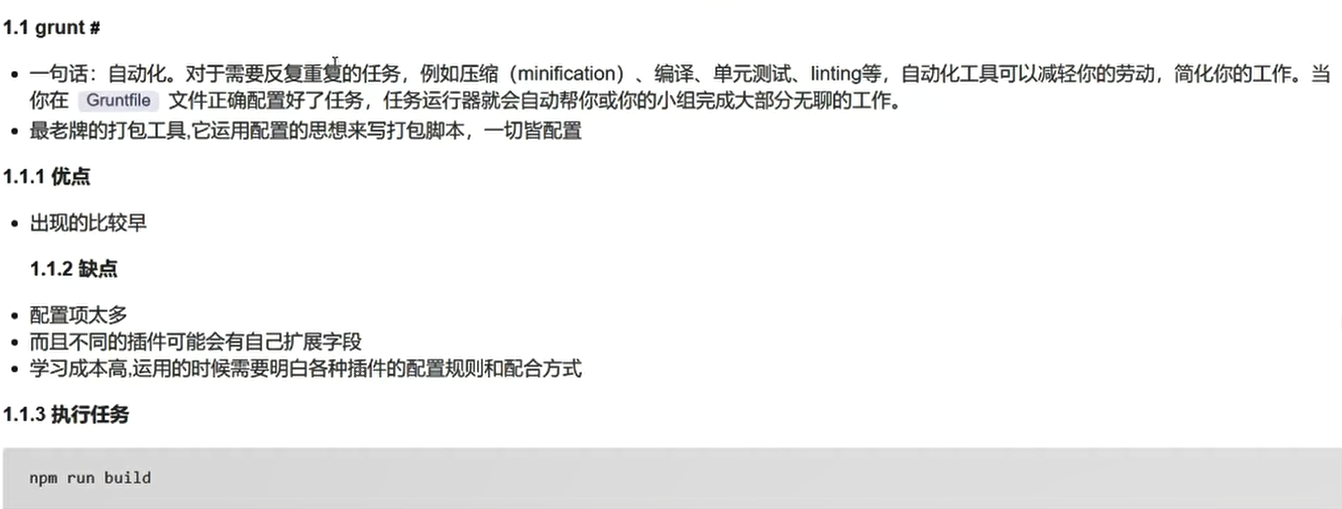 1.1 grunt #
• 一句话：自动化。对于需要反复重复的任务，例如压缩（minification）、编译、单元测试、linting等，自动化工具可以减轻你的劳动，简化你的工作。当
你在 Gruntfile 文件正确配置好了任务，任务运行器就会自动帮你或你的小组完成大部分无聊的工作。
• 最老牌的打包工具,它运用配置的思想来写打包脚本，一切皆配置
1.1.1 优点
• 出现的比较早
1.1.2 缺点
• 配置项太多
• 而且不同的插件可能会有自己扩展字段
• 学习成本高,运用的时候需要明白各种插件的配置规则和配合方式
1.1.3 执行任务
npm run build